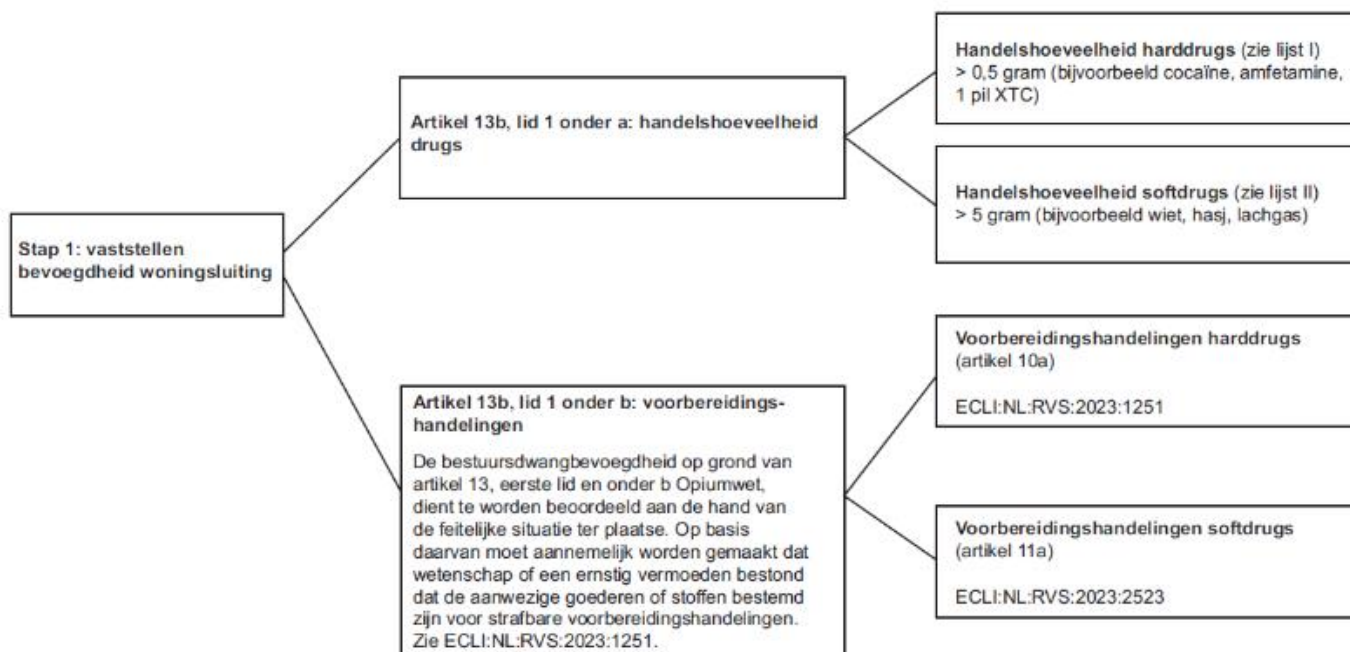 Stap 1: vaststellen
bevoegdheid woningsluiting
Artikel 13b, lid 1 onder a: handelshoeveelheid
drugs
Handelshoeveelheid harddrugs (zie lijst I)
> 0,5 gram (bijvoorbeeld cocaïne, amfetamine,
1 pil XTC)
Handelshoeveelheid softdrugs (zie lijst II)
> 5 gram (bijvoorbeeld wiet, hasj, lachgas)
Artikel 13b, lid 1 onder b: voorbereidings-
handelingen
De bestuursdwangbevoegdheid op grond van
artikel 13, eerste lid en onder b Opiumwet,
dient te worden beoordeeld aan de hand van
de feitelijke situatie ter plaatse. Op basis
daarvan moet aannemelijk worden gemaakt dat
wetenschap of een ernstig vermoeden bestond
dat de aanwezige goederen of stoffen bestemd
zijn voor strafbare voorbereidingshandelingen.
Zie ECLI:NL:RVS:2023:1251.
Voorbereidingshandelingen harddrugs
(artikel 10a)
ECLI:NL:RVS:2023:1251
Voorbereidingshandelingen softdrugs
(artikel 11a)
ECLI:NL:RVS:2023:2523